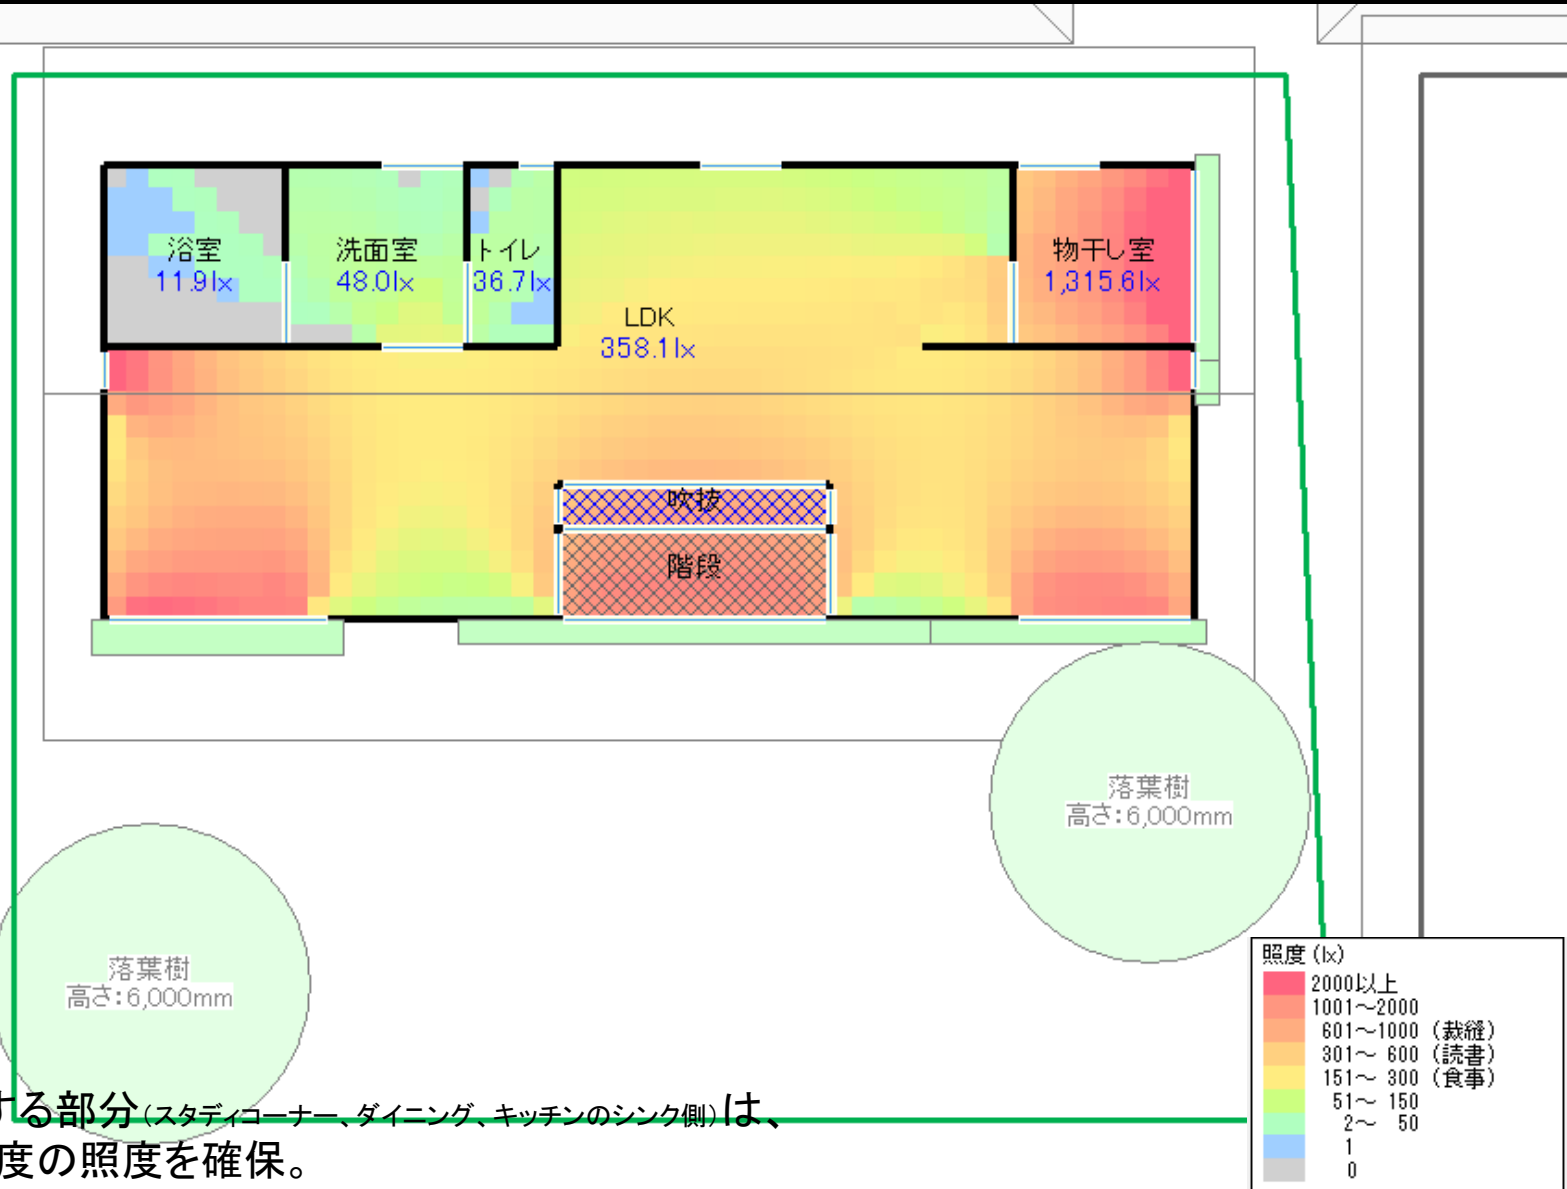 浴室
11.9lx
洗面室
48.0lx
トイレ
36.7lx
LDK
358.1lx
物干し室
1,315.6lx
吹抜
階段
落葉樹
高さ:6,000mm
落葉樹
高さ:6,000mm
照度(lx)
2000以上
1001～2000
601～1000 (裁縫)
301～ 600 (読書)
151～ 300 (食事)
51～ 150
2～ 50
1
0
する部分(スタディコーナー、ダイニング、キッチンのシンク側)は、
度の照度を確保。